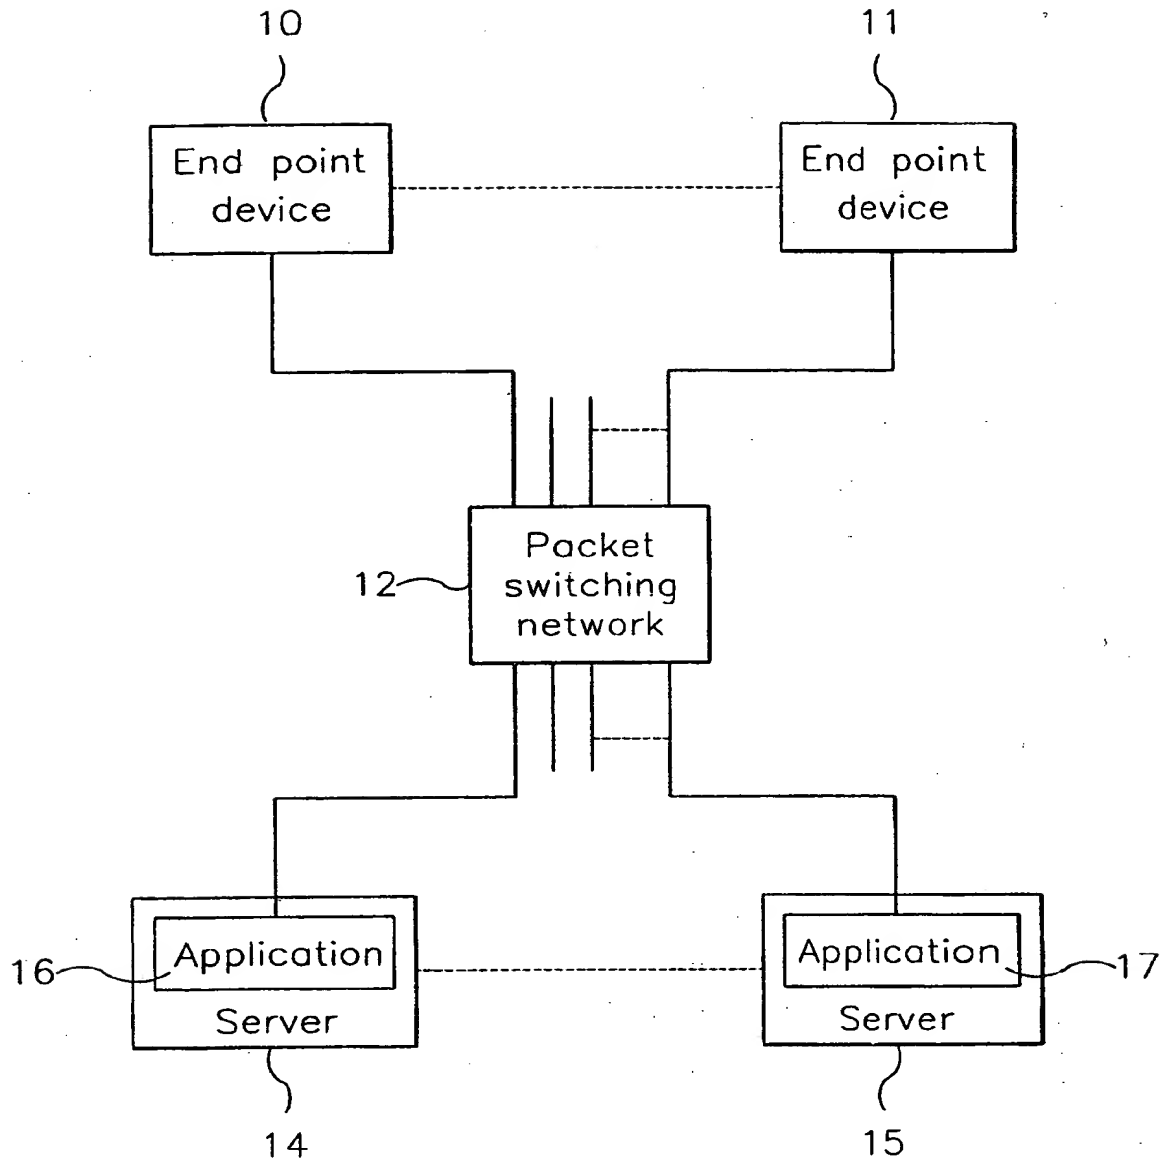 10
11
End point
device
End point
device
12
Packet
switching
network
16
Application
Server
Application
Server
17
14
15